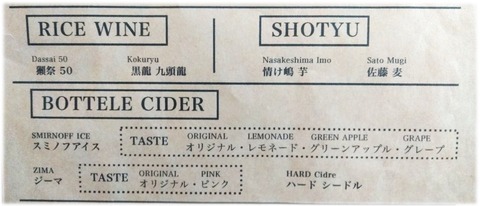 RICE WINE
SHOTYU
Dassai 50
Kokuryu
Nasakeshima Imo
Sato Mugi
獺祭 50
黒龍 九頭龍
情け嶋 芋
佐藤 麦
BOTTELE CIDER
SMIRNOFF ICE
スミノフアイス
TASTE
ORIGINAL LEMONADE GREEN APPLE GRAPE
オリジナル・レモネード・グリーンアップル・グレープ
ZIMA
ジーマ
TASTE
ORIGINAL PINK
オリジナル・ピンク
HARD Cidre
ハード シードル